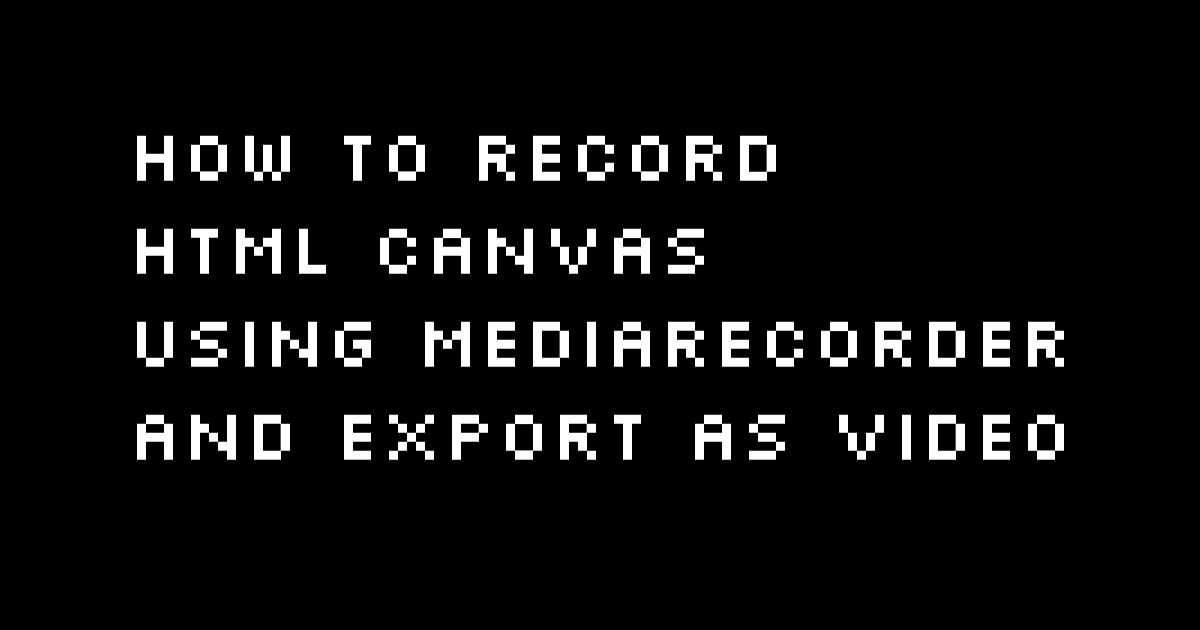 HOW TO RECORD
HTML CANVAS
USING MEDIARECORDER
AND EXPORT AS VIDEO